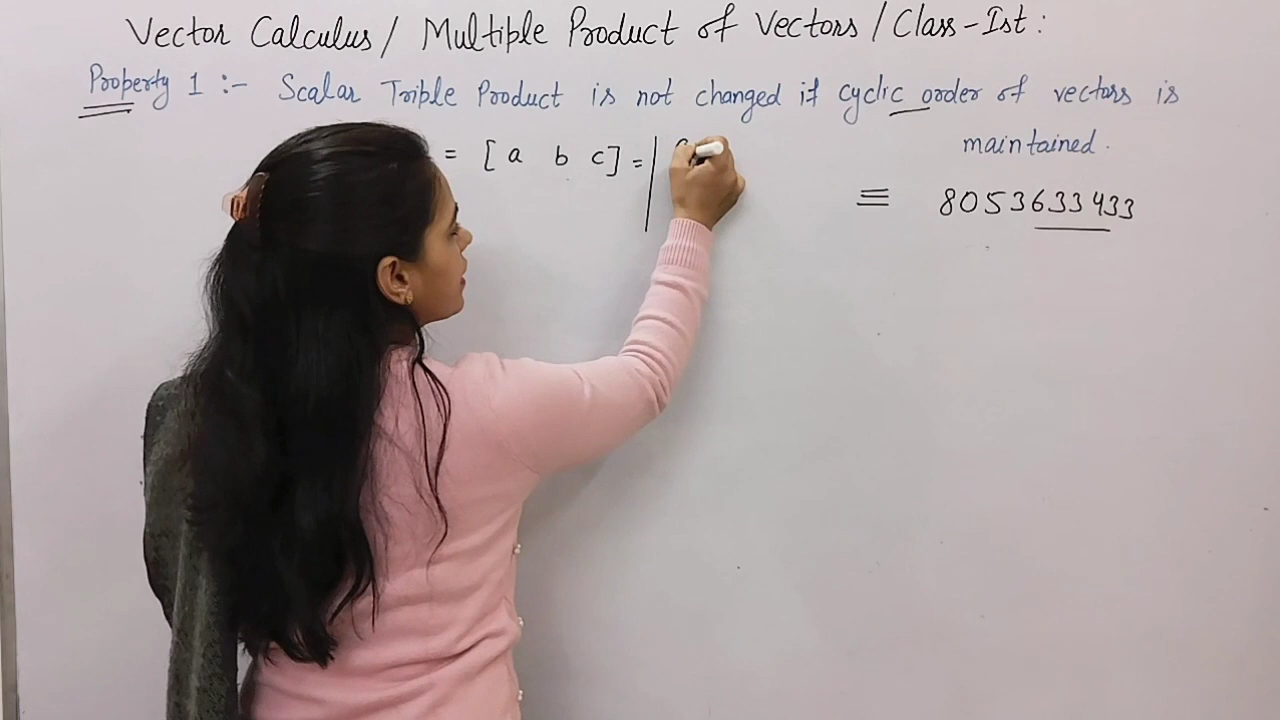 Vector Calculus / Multiple Product of Vectors / Class-Ist :
Property 1 :- Scalar Triple Product is not changed if cyclic order of vectors is
maintained.
= [ a b c ] = |
≡ 8053633433